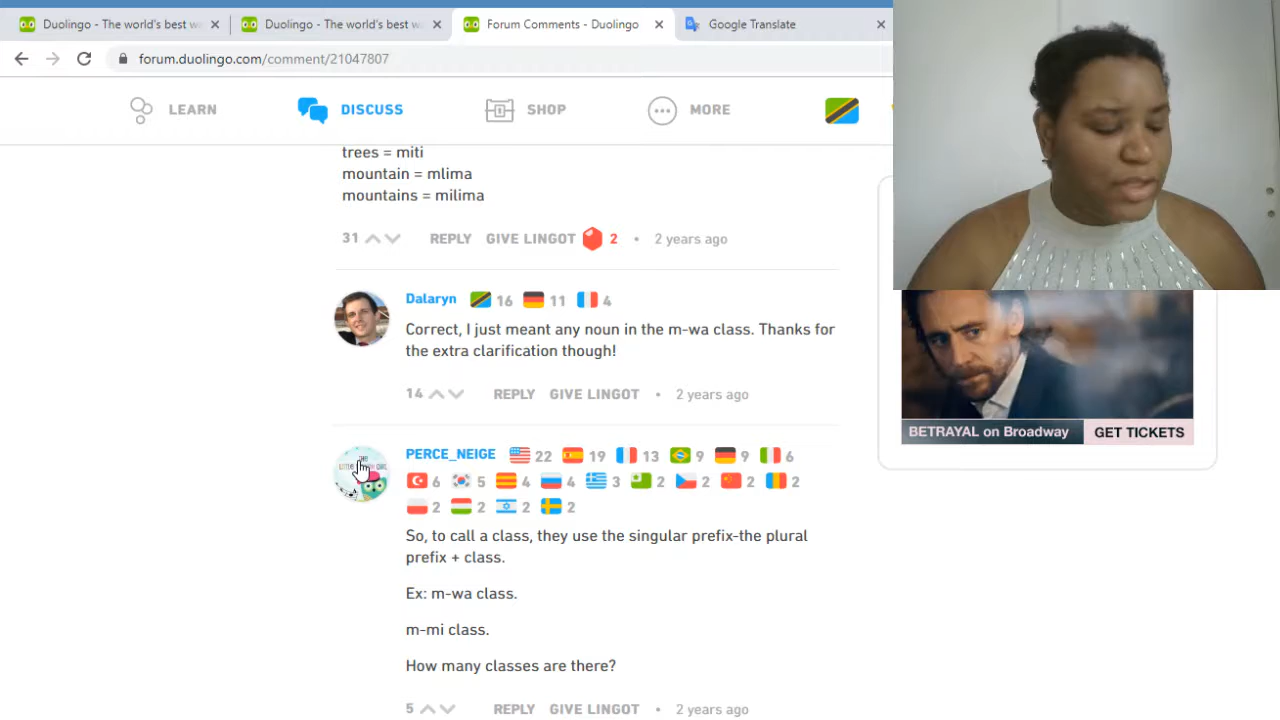 Duolingo - The world's best wa
Duolingo - The world's best wa
Forum Comments - Duolingo
Google Translate
forum.duolingo.com/comment/21047807
LEARN
DISCUSS
SHOP
MORE
trees = miti
mountain = mlima
mountains = milima
31 REPLY GIVE LINGOT 2 • 2 years ago
Dalaryn 16 11 4
Correct, I just meant any noun in the m-wa class. Thanks for
the extra clarification though!
14 REPLY GIVE LINGOT • 2 years ago
PERCE_NEIGE 22 19 13 9 9 6
6 5 4 4 3 2 2 2 2
2 2 2 2
So, to call a class, they use the singular prefix-the plural
prefix + class.
Ex: m-wa class.
m-mi class.
How many classes are there?
5 REPLY GIVE LINGOT • 2 years ago
BETRAYAL on Broadway
GET TICKETS